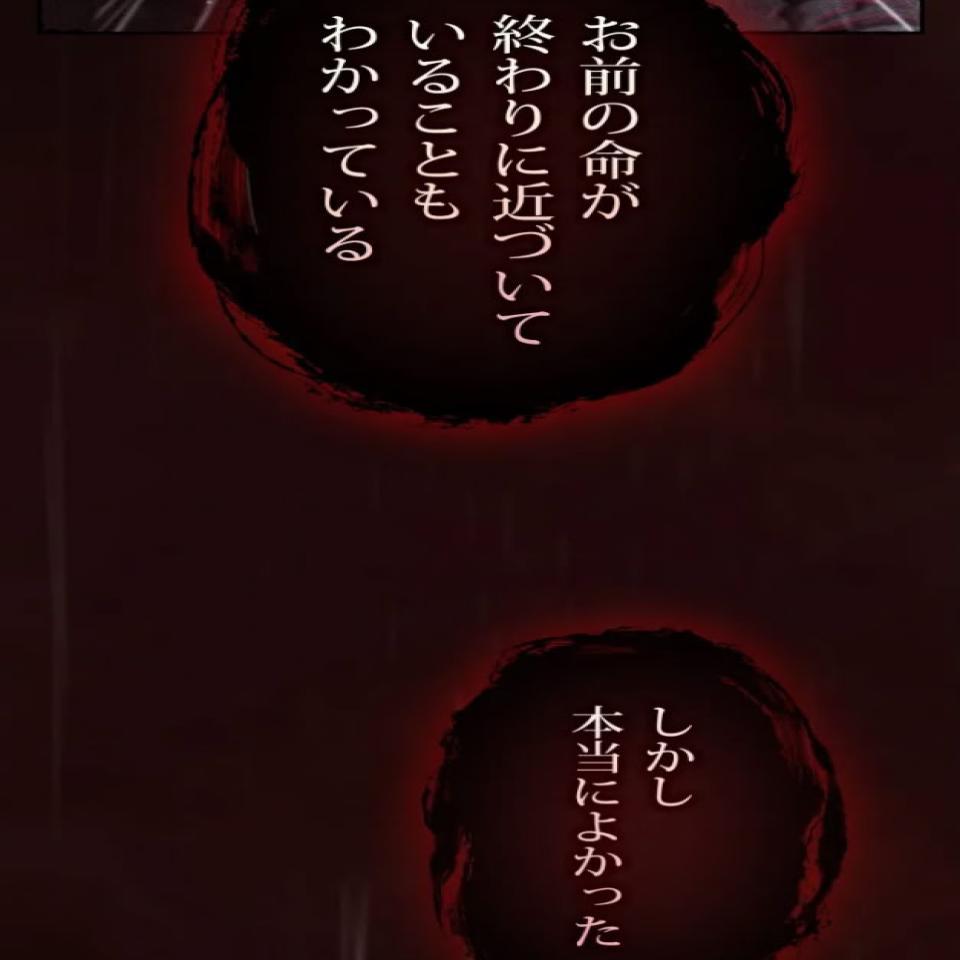 お前の命が
終わりに近づいて
いることも
わかっている
しかし
本当によかった